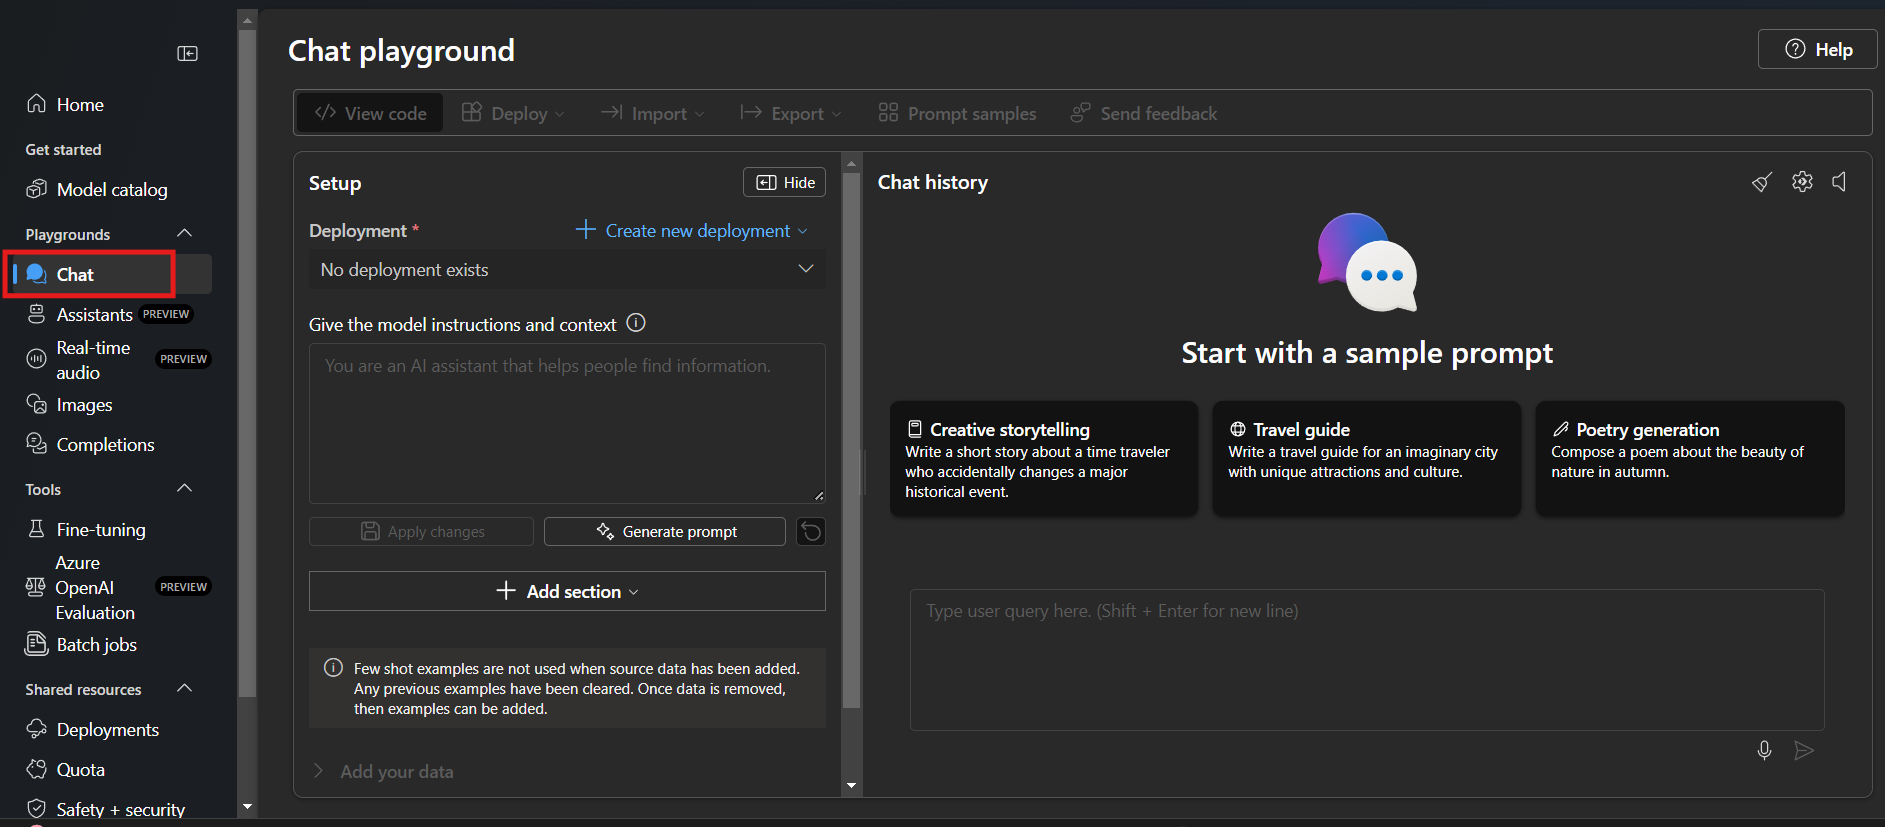 Chat playground
Help
Home
Get started
Model catalog
Playgrounds
Chat
Assistants PREVIEW
Real-time
audio PREVIEW
Images
Completions
Tools
Fine-tuning
Azure
OpenAI PREVIEW
Evaluation
Batch jobs
Shared resources
Deployments
Quota
Safety + security
View code Deploy Import Export Prompt samples Send feedback
Setup
Hide
Deployment *
Create new deployment
No deployment exists
Give the model instructions and context
You are an AI assistant that helps people find information.
Apply changes
Generate prompt
Add section
Few shot examples are not used when source data has been added.
Any previous examples have been cleared. Once data is removed,
then examples can be added.
Add your data
Chat history
Start with a sample prompt
Creative storytelling
Write a short story about a time traveler
who accidentally changes a major
historical event.
Travel guide
Write a travel guide for an imaginary city
with unique attractions and culture.
Poetry generation
Compose a poem about the beauty of
nature in autumn.
Type user query here. (Shift + Enter for new line)